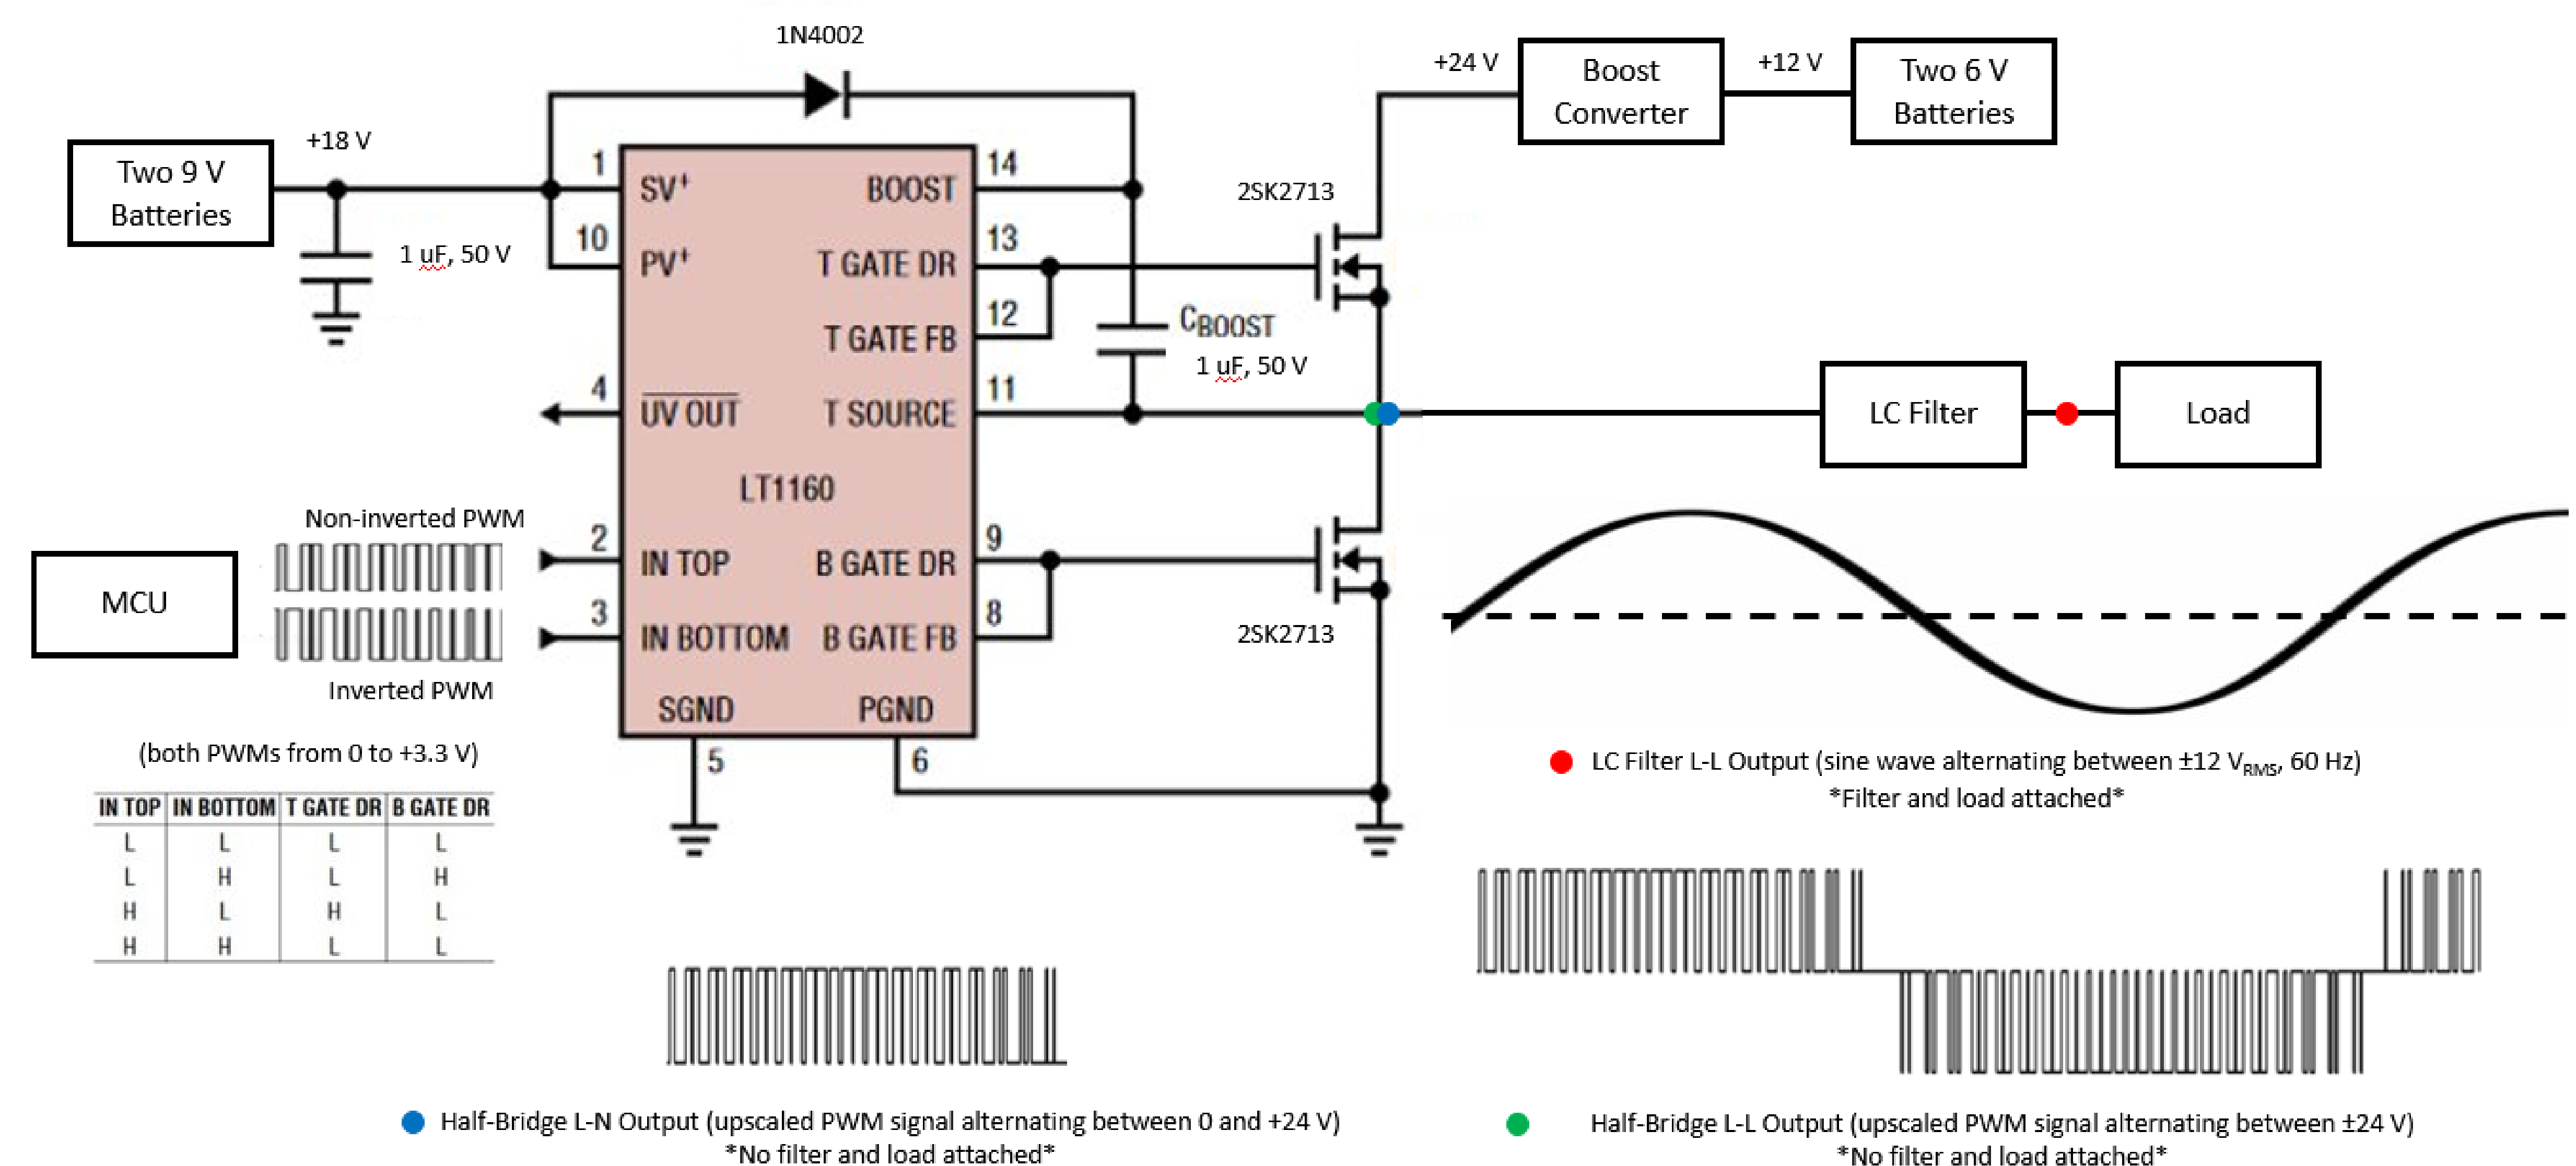 1N4002
+24 V
Boost
Converter
+12 V
Two 6 V
Batteries
+18 V
Two 9 V
Batteries
1 uF, 50 V
1
SV⁺
10
PV⁺
4
UV OUT
LT1160
2
IN TOP
3
IN BOTTOM
SGND
5
PGND
6
14
BOOST
13
T GATE DR
12
T GATE FB
11
T SOURCE
9
B GATE DR
8
B GATE FB
2SK2713
CBOOST
1 uF, 50 V
2SK2713
LC Filter
Load
Non-inverted PWM
MCU
Inverted PWM
(both PWMs from 0 to +3.3 V)
IN TOP IN BOTTOM T GATE DR B GATE DR
L L L L
L H L H
H L H L
H H L L
LC Filter L-L Output (sine wave alternating between ±12 VRMS, 60 Hz)
*Filter and load attached*
Half-Bridge L-N Output (upscaled PWM signal alternating between 0 and +24 V)
*No filter and load attached*
Half-Bridge L-L Output (upscaled PWM signal alternating between ±24 V)
*No filter and load attached*